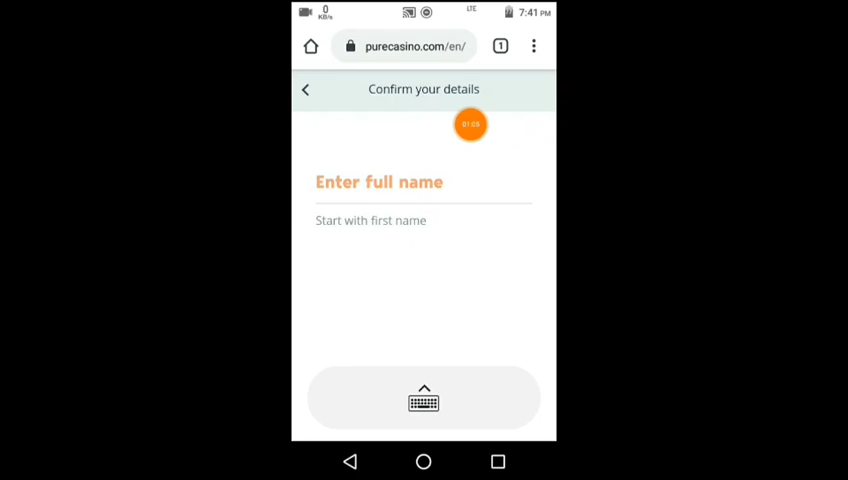 0
KB/s
LTE
7:41 PM
purecasino.com/en/
1
Confirm your details
01:05
Enter full name
Start with first name